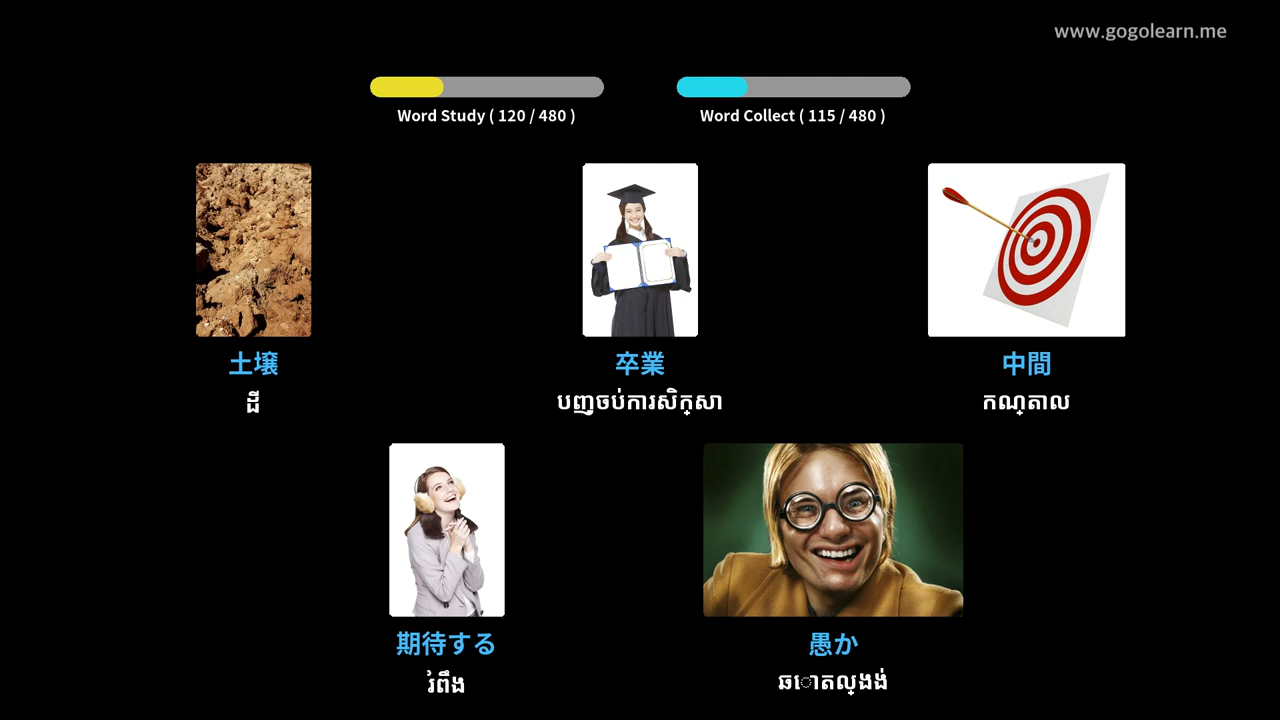 www.gogolearn.me
Word Study ( 120 / 480 )
Word Collect ( 115 / 480 )
土壌
卒業
中間
ដី
បញ្ចប់ការសិក្សា
កណ្តាល
期待する
愚か
រំពឹង
ឆោតល្ងង់